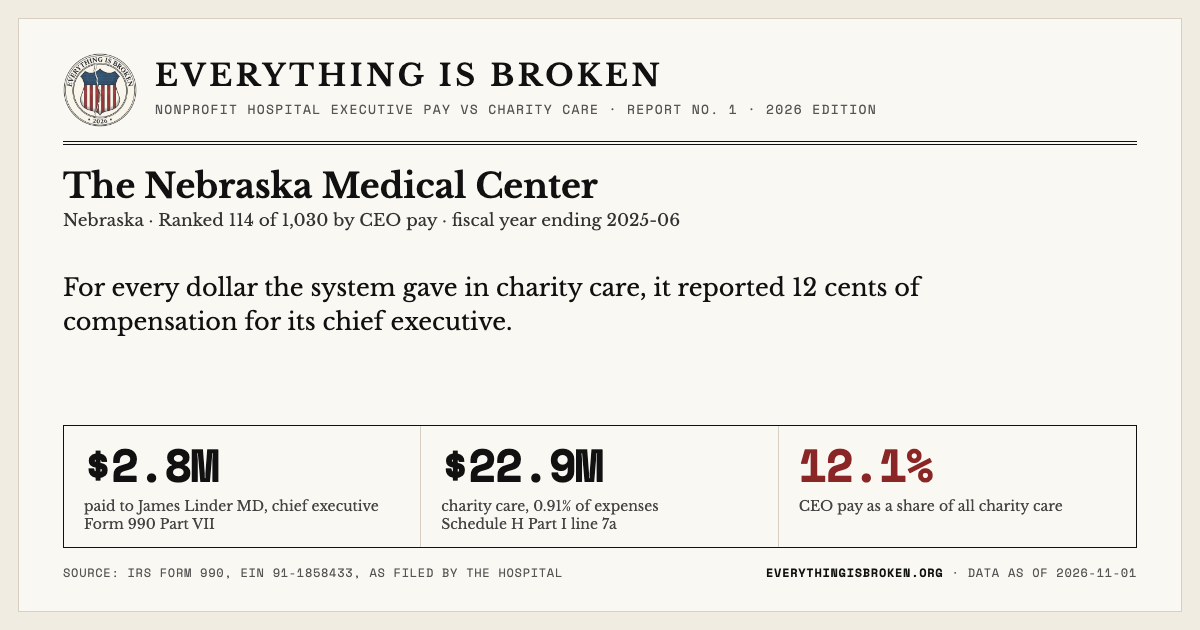 EVERYTHING IS BROKEN
· 2026 ·
EVERYTHING IS BROKEN
NONPROFIT HOSPITAL EXECUTIVE PAY VS CHARITY CARE · REPORT NO. 1 · 2026 EDITION
The Nebraska Medical Center
Nebraska · Ranked 114 of 1,030 by CEO pay · fiscal year ending 2025-06
For every dollar the system gave in charity care, it reported 12 cents of
compensation for its chief executive.
$2.8M
paid to James Linder MD, chief executive
Form 990 Part VII
$22.9M
charity care, 0.91% of expenses
Schedule H Part I line 7a
12.1%
CEO pay as a share of all charity care
SOURCE: IRS FORM 990, EIN 91-1858433, AS FILED BY THE HOSPITAL
EVERYTHINGISBROKEN.ORG · DATA AS OF 2026-11-01